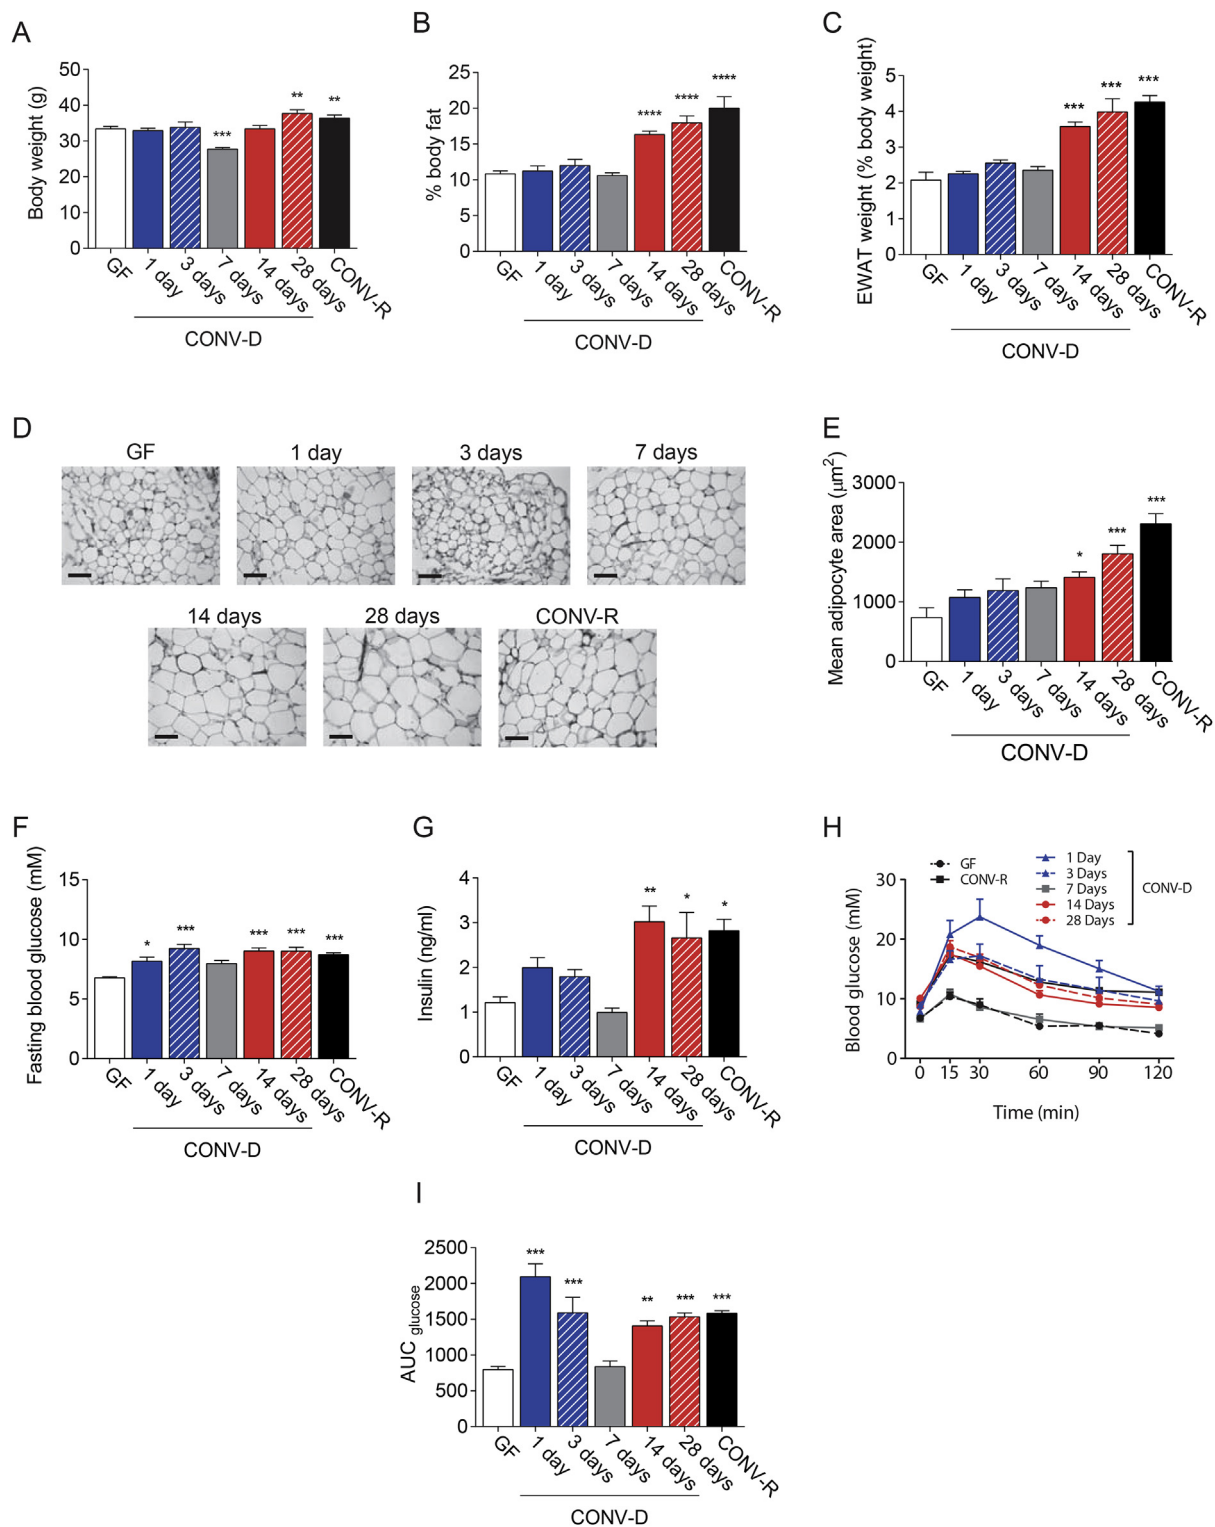 A
Body weight (g)
50
40
30
20
10
0
***
**
**
GF
1 day
3 days
7 days
14 days
28 days
CONV-R
CONV-D
B
% body fat
25
20
15
10
5
0
****
****
****
GF
1 day
3 days
7 days
14 days
28 days
CONV-R
CONV-D
C
EWAT weight (% body weight)
5
4
3
2
1
0
***
***
***
GF
1 day
3 days
7 days
14 days
28 days
CONV-R
CONV-D
D
GF
1 day
3 days
7 days
14 days
28 days
CONV-R
E
Mean adipocyte area (μm²)
3000
2000
1000
0
*
***
***
GF
1 day
3 days
7 days
14 days
28 days
CONV-R
CONV-D
F
Fasting blood glucose (mM)
15
10
5
0
*
***
***
***
***
GF
1 day
3 days
7 days
14 days
28 days
CONV-R
CONV-D
G
Insulin (ng/ml)
4
3
2
1
0
**
*
*
GF
1 day
3 days
7 days
14 days
28 days
CONV-R
CONV-D
H
GF
CONV-R
1 Day
3 Days
7 Days
14 Days
28 Days
CONV-D
Blood glucose (mM)
30
20
10
0
0 15 30 60 90 120
Time (min)
I
AUC glucose
2500
2000
1500
1000
500
0
***
***
**
***
***
GF
1 day
3 days
7 days
14 days
28 days
CONV-R
CONV-D